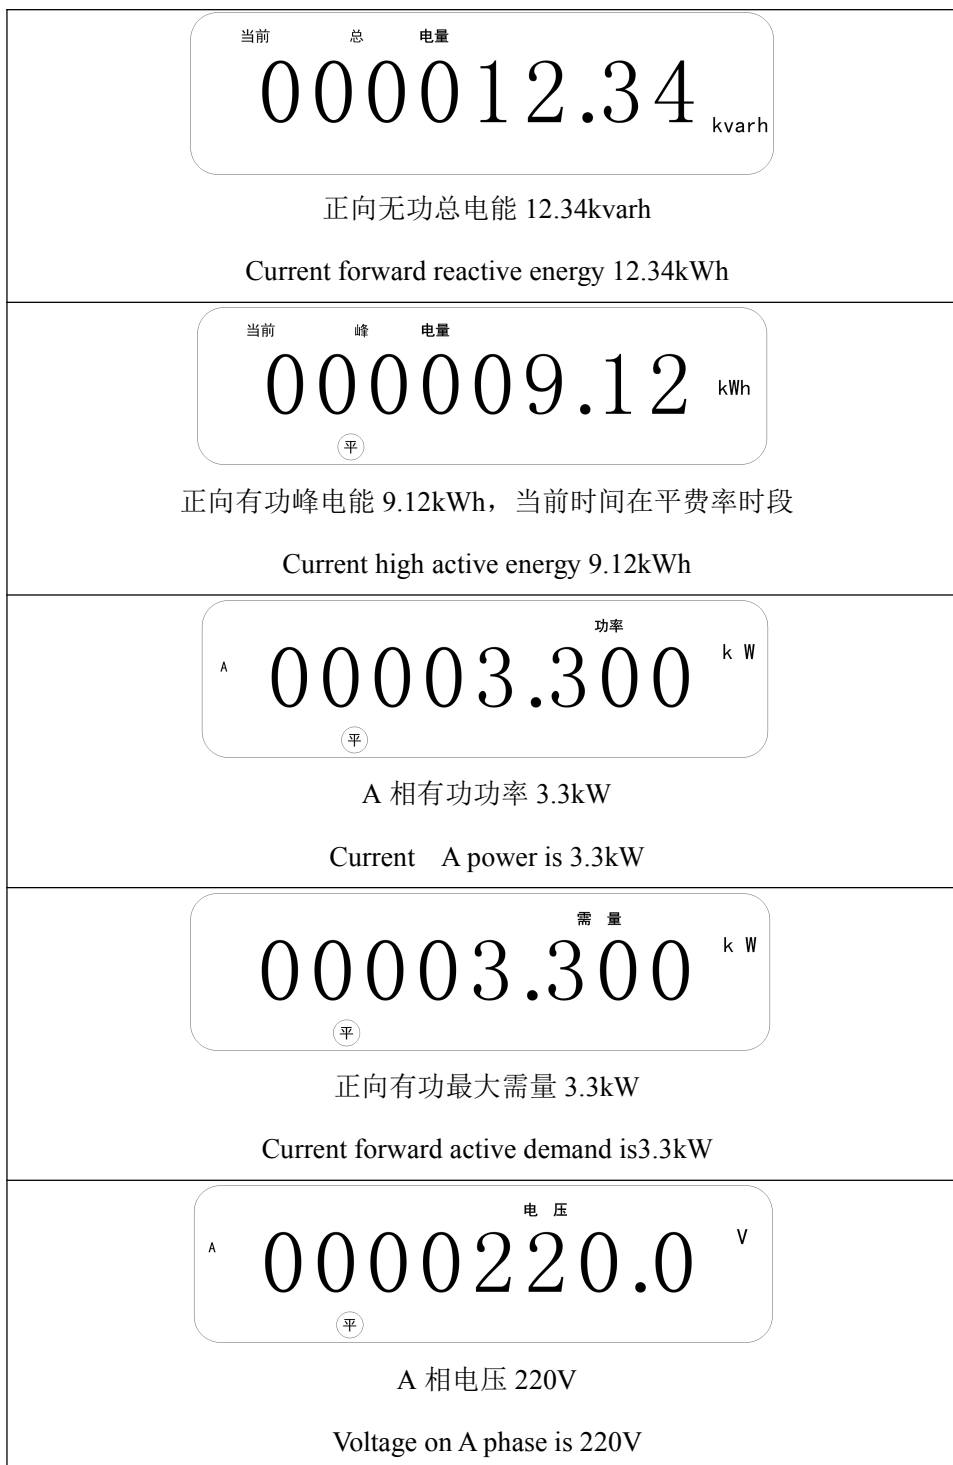 当前 总 电量
000012.34 kvarh
正向无功总电能 12.34kvarh
Current forward reactive energy 12.34kWh
当前 峰 电量
000009.12 kWh
平
正向有功峰电能 9.12kWh，当前时间在平费率时段
Current high active energy 9.12kWh
功率
A 00003.300 k W
平
A 相有功功率 3.3kW
Current A power is 3.3kW
需 量
00003.300 k W
平
正向有功最大需量 3.3kW
Current forward active demand is3.3kW
电 压
A 0000220.0 V
平
A 相电压 220V
Voltage on A phase is 220V